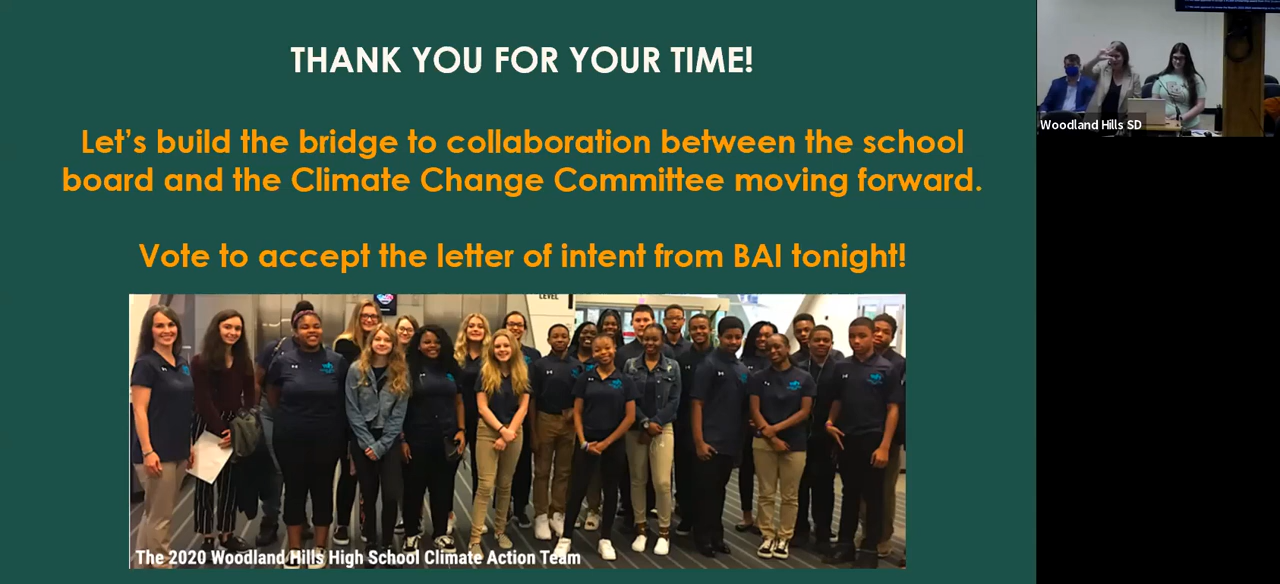 THANK YOU FOR YOUR TIME!
Let's build the bridge to collaboration between the school
board and the Climate Change Committee moving forward.
Vote to accept the letter of intent from BAI tonight!
LEVEL
The 2020 Woodland Hills High School Climate Action Team
Woodland Hills SD